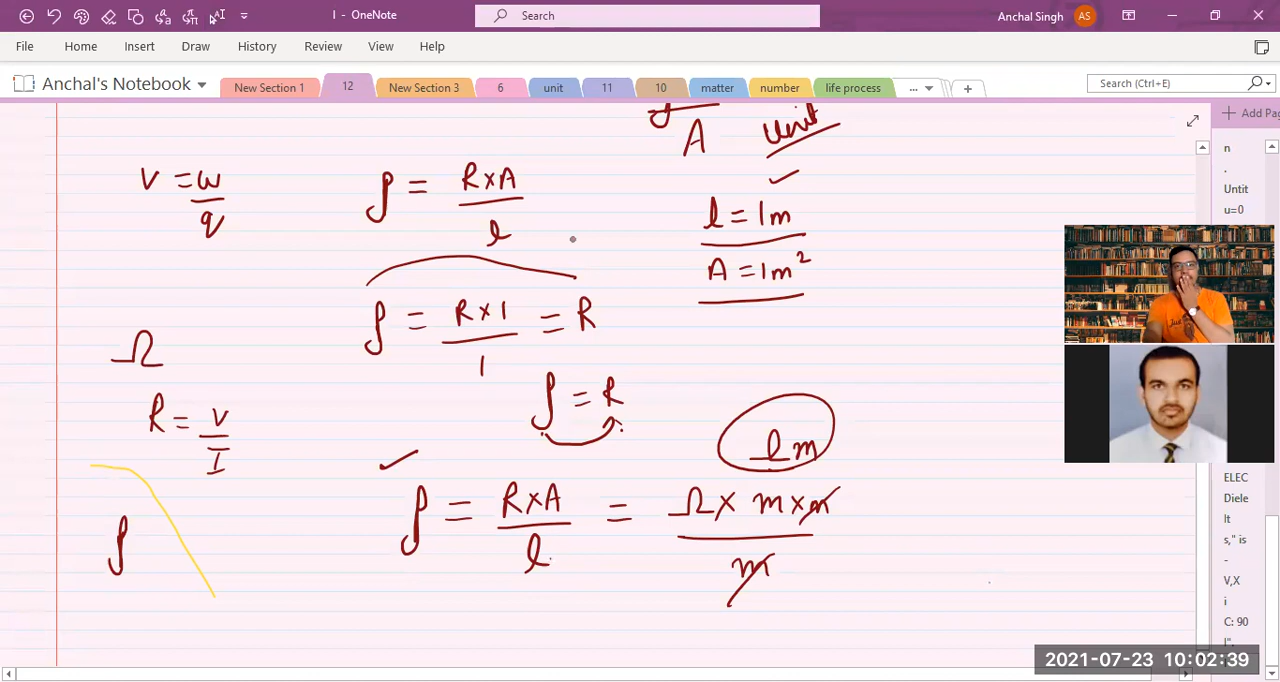 I - OneNote
Search
Anchal Singh
AS
File Home Insert Draw History Review View Help
Anchal's Notebook
New Section 1
12
New Section 3
6
unit
11
10
matter
number
life process
...
Search (Ctrl+E)
Add Pag
A unit
V = w/q
ρ = R×A/l
l = 1m
A = 1m²
ρ = R×1/1 = R
Ω
ρ = R
R = V/I
Ωm
ρ
ρ = R×A/l = Ω × m × m/m
n
.
Untit
u=0
ELEC
Diele
It
s," is
-
V,X
i
C: 90
I",
2021-07-23 10:02:39